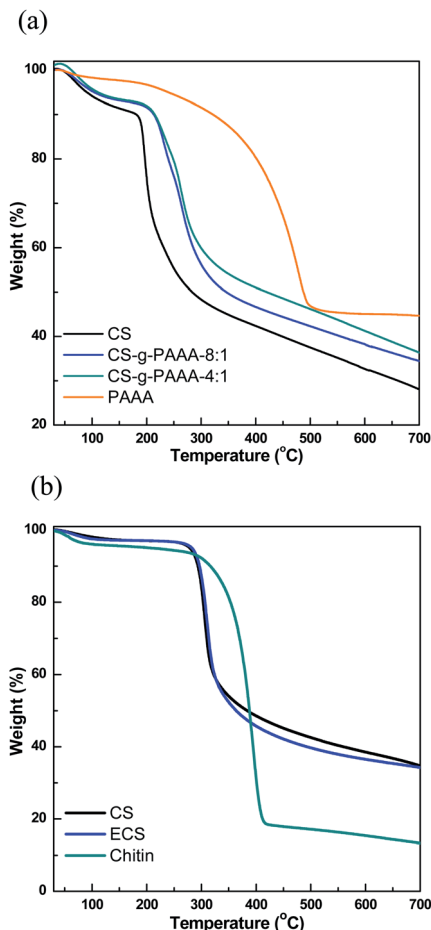 (a)
100
80
60
40
20
Weight (%)
CS
CS-g-PAAA-8:1
CS-g-PAAA-4:1
PAAA
100 200 300 400 500 600 700
Temperature (°C)
(b)
100
80
60
40
20
0
Weight (%)
CS
ECS
Chitin
100 200 300 400 500 600 700
Temperature (°C)